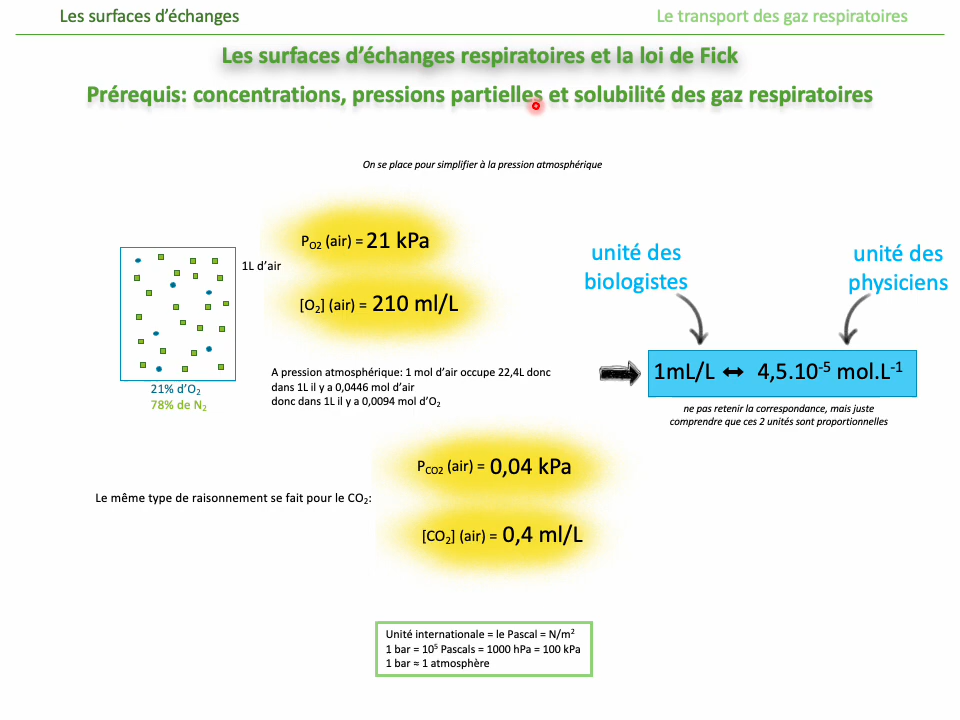 Les surfaces d’échanges
Le transport des gaz respiratoires
Les surfaces d’échanges respiratoires et la loi de Fick
Prérequis: concentrations, pressions partielles et solubilité des gaz respiratoires
On se place pour simplifier à la pression atmosphérique
P_O2 (air) = 21 kPa
1L d’air
[O₂] (air) = 210 ml/L
21% d’O₂
78% de N₂
A pression atmosphérique: 1 mol d’air occupe 22,4L donc
dans 1L il y a 0,0446 mol d’air
donc dans 1L il y a 0,0094 mol d’O₂
unité des
biologistes
unité des
physiciens
1mL/L ↔ 4,5.10⁻⁵ mol.L⁻¹
ne pas retenir la correspondance, mais juste
comprendre que ces 2 unités sont proportionnelles
Le même type de raisonnement se fait pour le CO₂:
P_CO2 (air) = 0,04 kPa
[CO₂] (air) = 0,4 ml/L
Unité internationale = le Pascal = N/m²
1 bar = 10⁵ Pascals = 1000 hPa = 100 kPa
1 bar ≈ 1 atmosphère